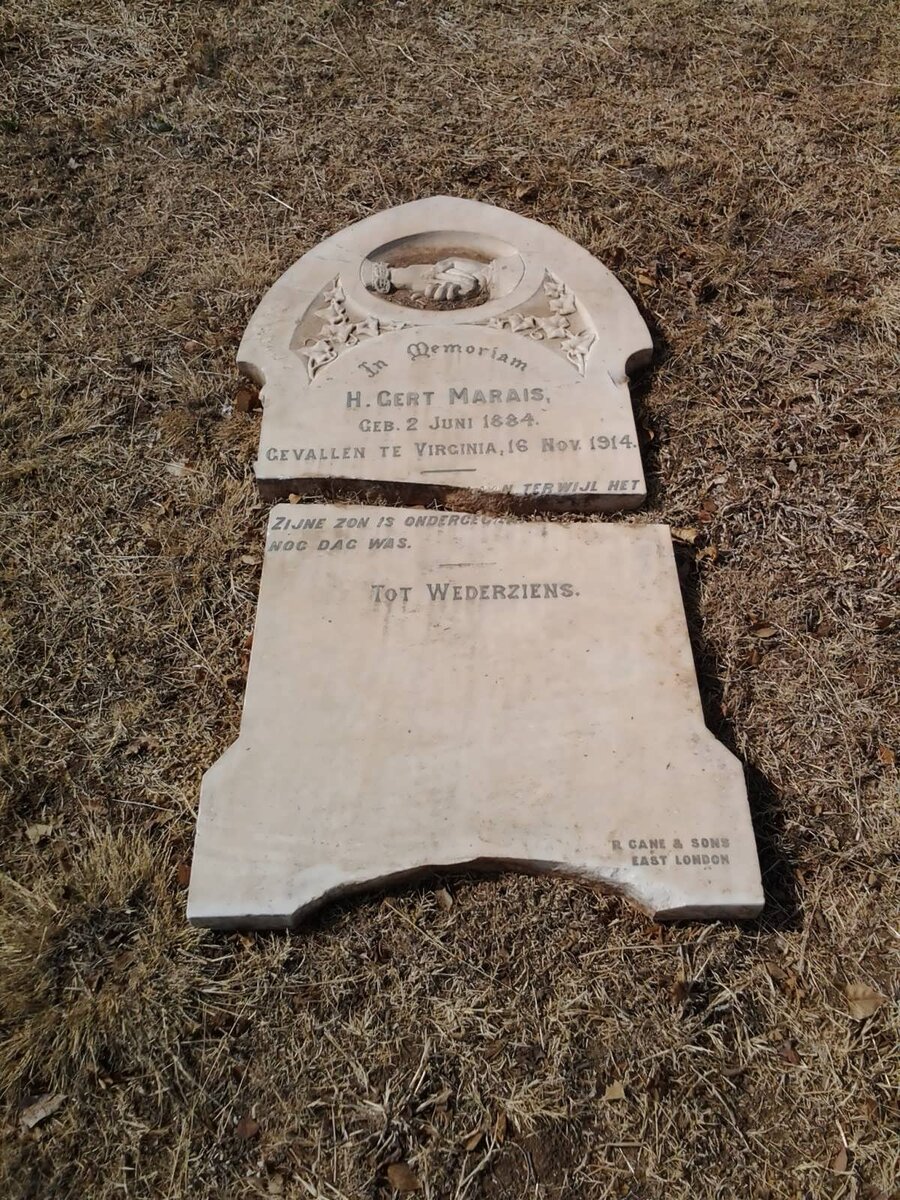 In Memoriam
H. GERT MARAIS,
GEB. 2 JUNI 1884.
GEVALLEN TE VIRGINIA, 16 NOV. 1914.
ZIJNE ZON IS TERWIJL HET
NOG DAG WAS.
TOT WEDERZIENS.
R. CANE & SONS
EAST LONDON